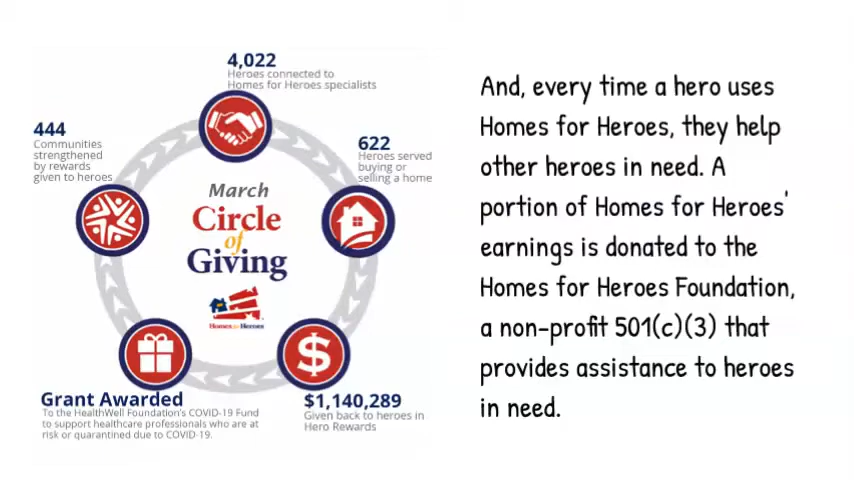 4,022
Heroes connected to
Homes for Heroes specialists
444
Communities
strengthened
by rewards
given to heroes
622
Heroes served
buying or
selling a home
March
Circle
of
Giving
Homes for Heroes
Grant Awarded
To the HealthWell Foundation's COVID-19 Fund
to support healthcare professionals who are at
risk or quarantined due to COVID-19.
$
$1,140,289
Given back to heroes in
Hero Rewards
And, every time a hero uses
Homes for Heroes, they help
other heroes in need. A
portion of Homes for Heroes'
earnings is donated to the
Homes for Heroes Foundation,
a non-profit 501(c)(3) that
provides assistance to heroes
in need.